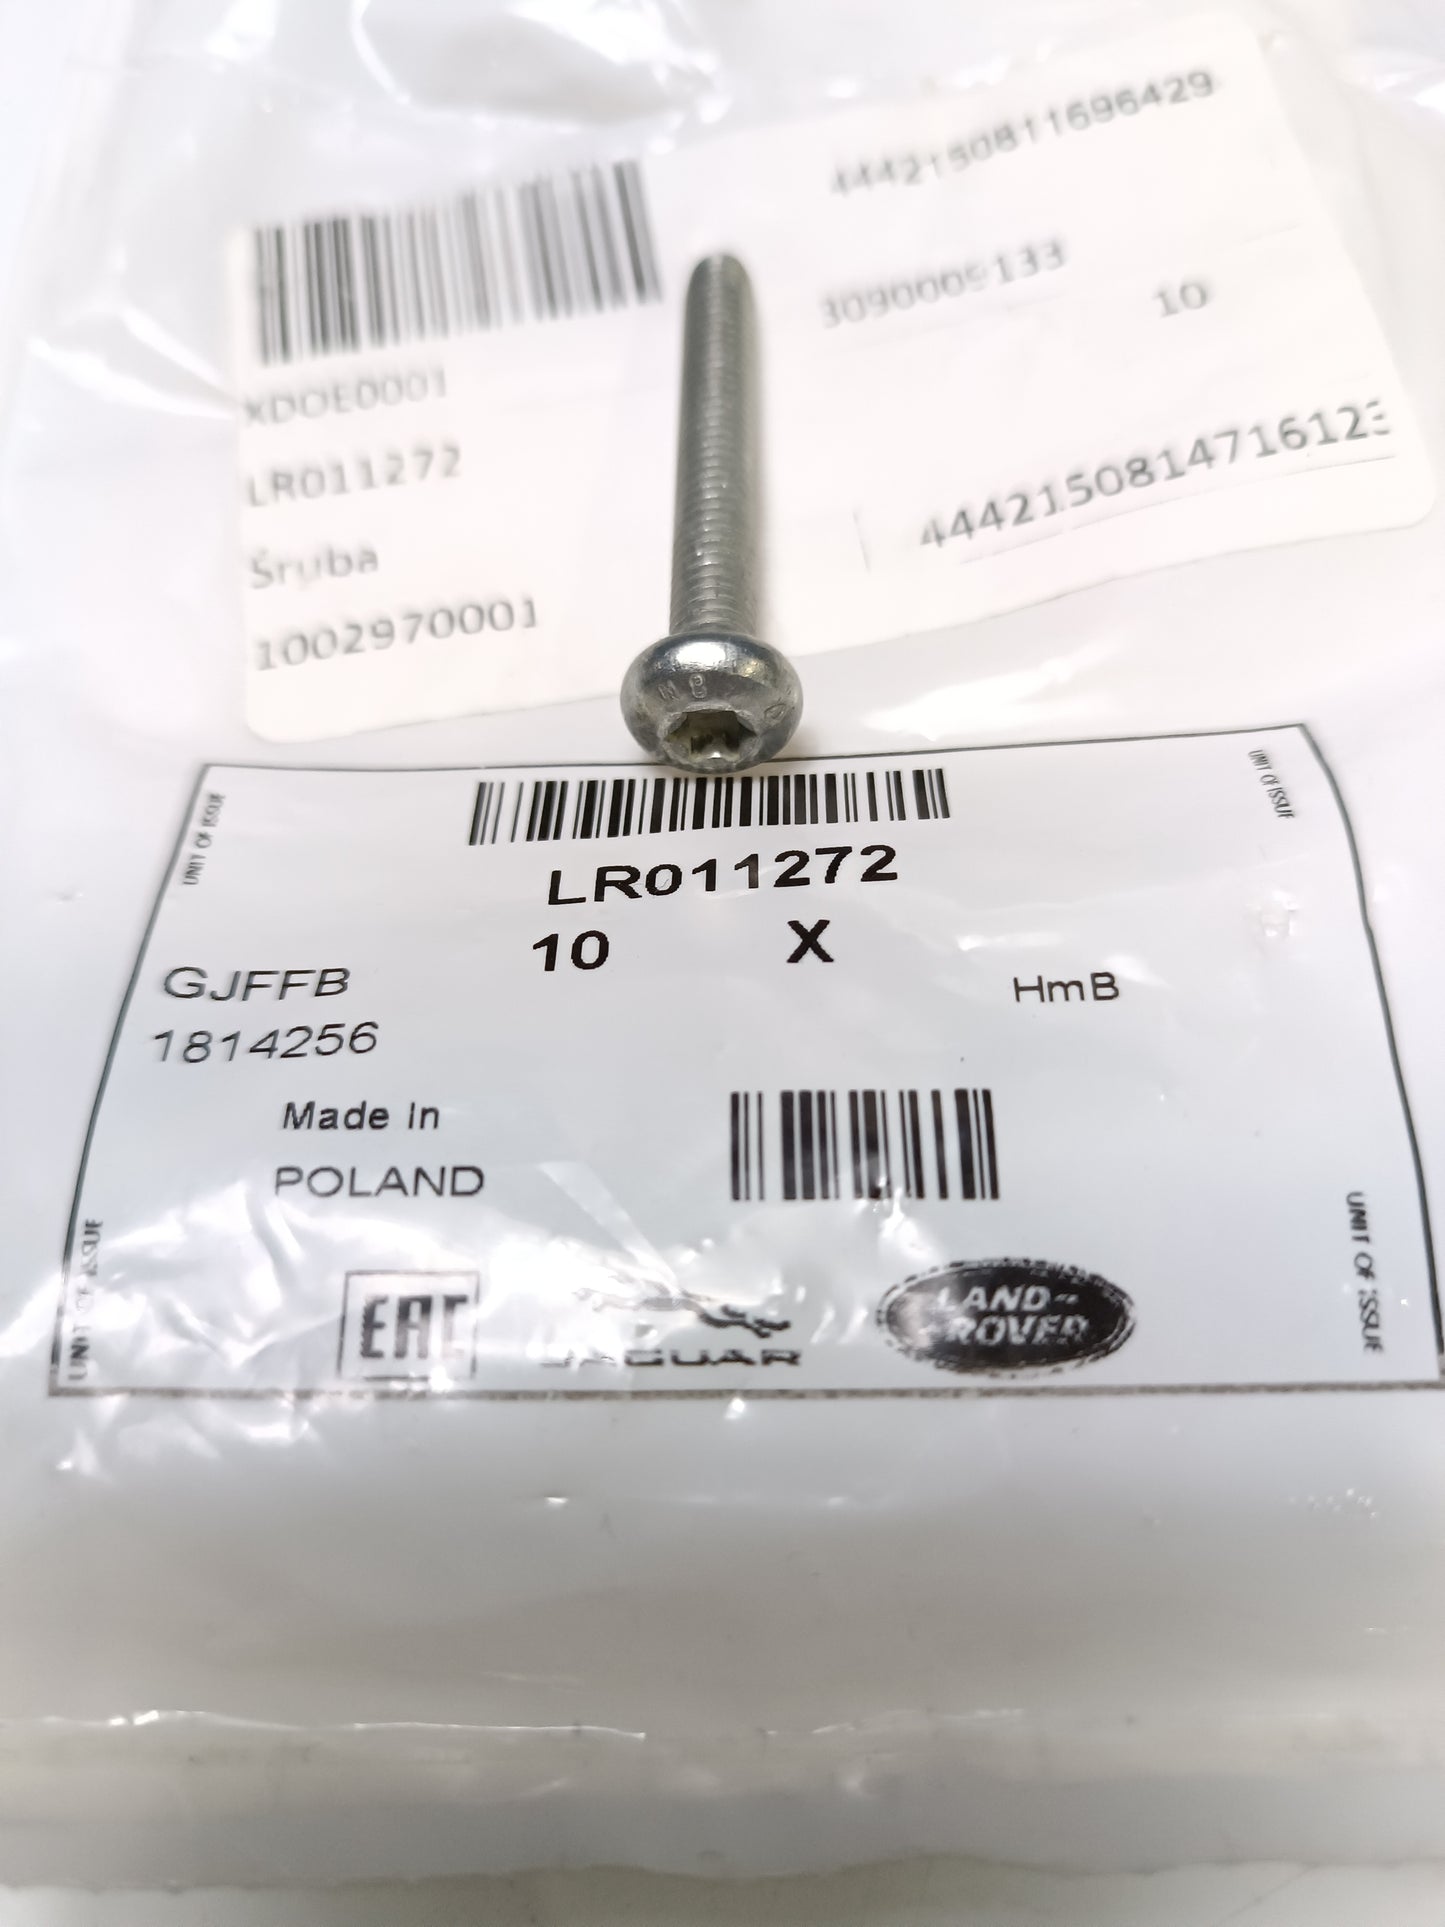 4442150811696429
3090009133
10
XDOE0001
LR011272
Śruba
1002970001
4442150814716123
UNIT OF ISSUE
UNIT OF ISSUE
LR011272
10 X
GJFFB
HmB
1814256
Made In
POLAND
UNIT OF ISSUE
UNIT OF ISSUE
EAC
JAGUAR
LAND-
ROVER